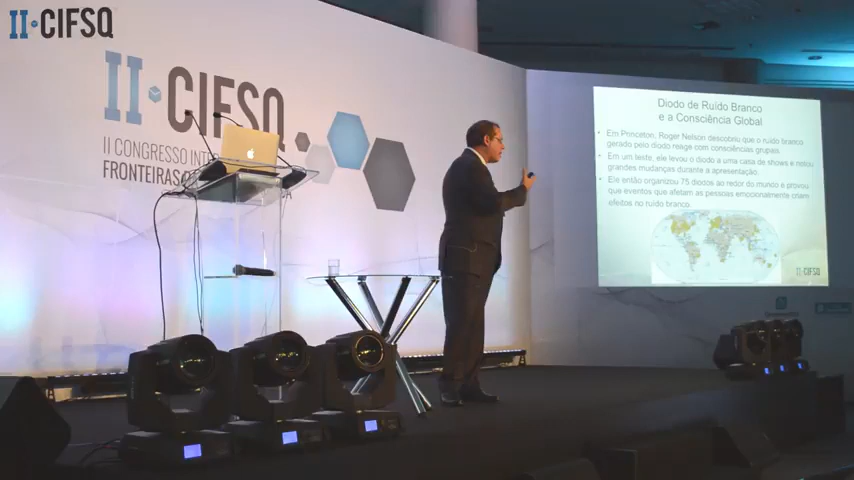 II·CIFSQ
II·CIFSQ
II CONGRESSO INT
FRONTEIRAS
Diodo de Ruído Branco
e a Consciência Global
• Em Princeton, Roger Nelson descobriu que o ruído branco
gerado pelo diodo reage com consciências grupais.
• Em um teste, ele levou o diodo a uma casa de shows e notou
grandes mudanças durante a apresentação.
• Ele então organizou 75 diodos ao redor do mundo e provou
que eventos que afetam as pessoas emocionalmente criam
efeitos no ruído branco.
II·CIFSQ